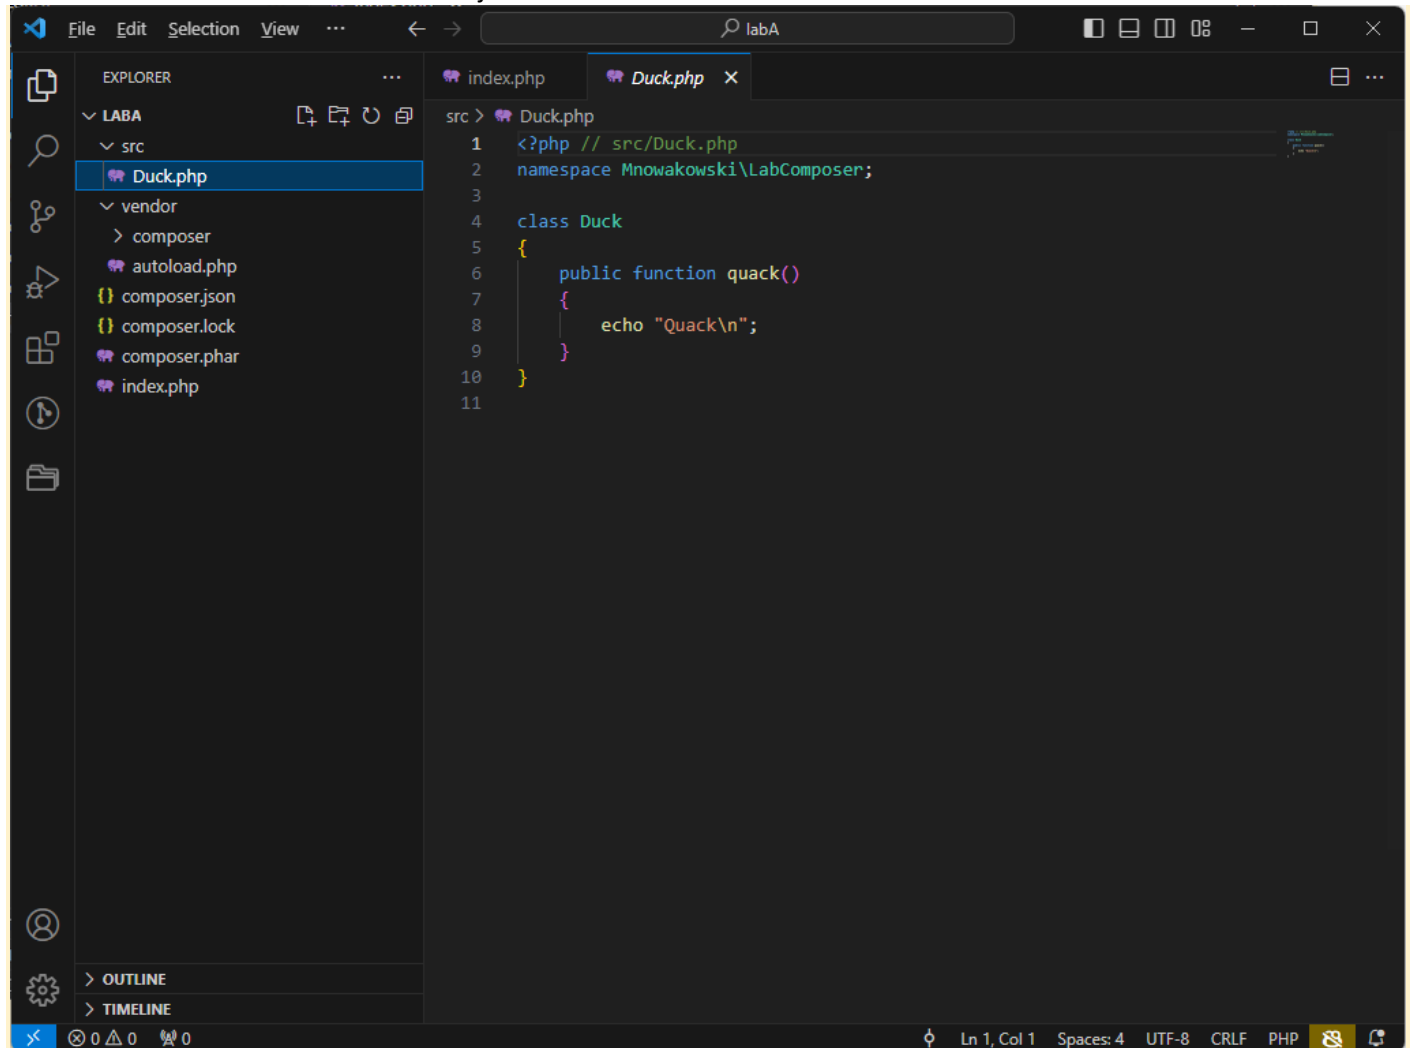 File Edit Selection View ··· labA
EXPLORER ···
LABA
src
Duck.php
vendor
composer
autoload.php
{} composer.json
{} composer.lock
composer.phar
index.php
OUTLINE
TIMELINE
index.php Duck.php
src > Duck.php
1 <?php // src/Duck.php
2 namespace Mnowakowski\LabComposer;
3
4 class Duck
5 {
6 public function quack()
7 {
8 echo "Quack\n";
9 }
10 }
11
0 0 0 Ln 1, Col 1 Spaces: 4 UTF-8 CRLF PHP